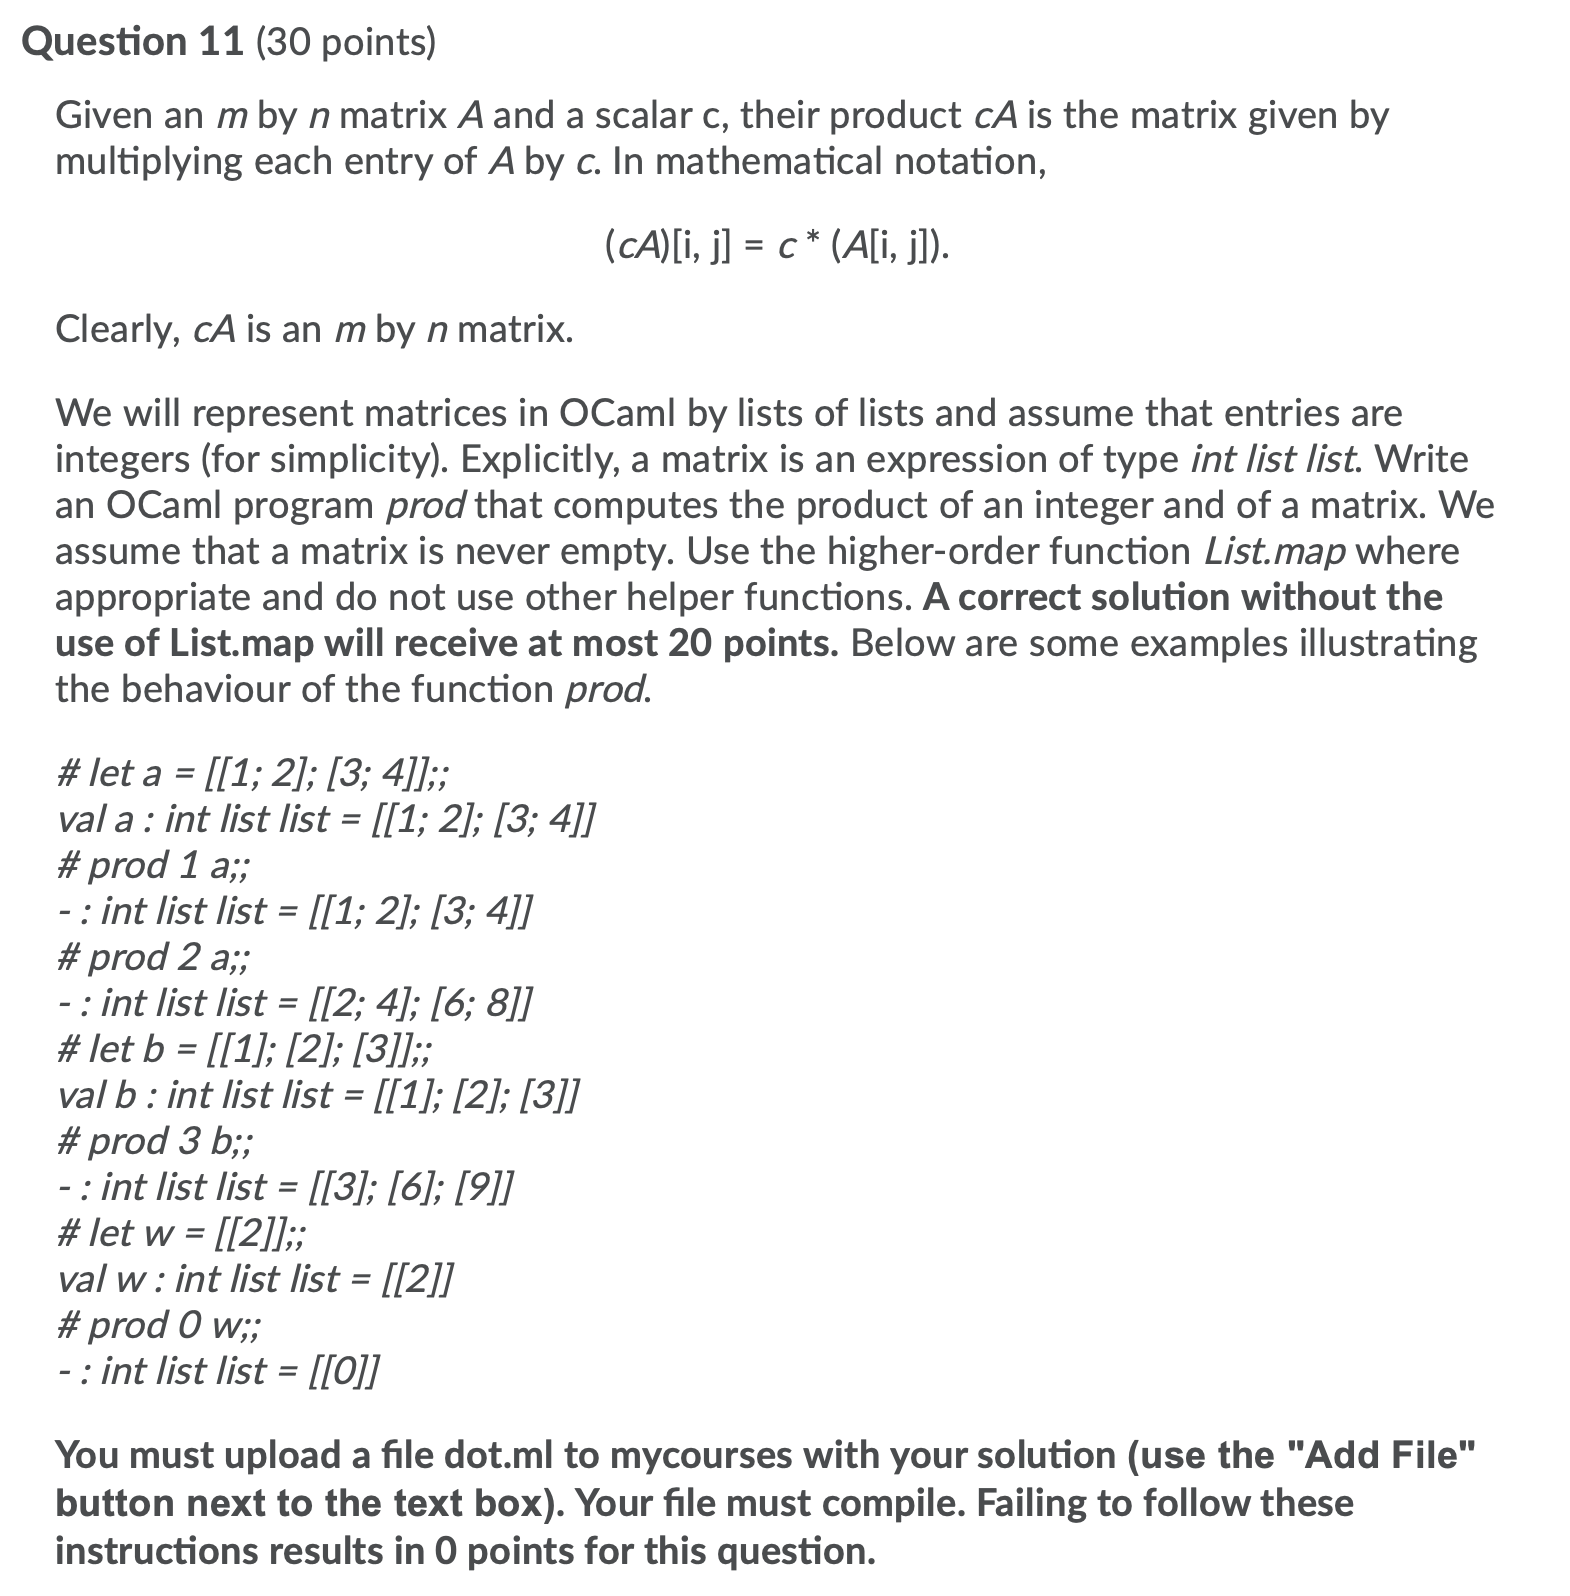 Question 11 (30 points)
Given an m by n matrix A and a scalar c, their product cA is the matrix given by
multiplying each entry of A by c. In mathematical notation,
(cA)[i, j] = c * (A[i, j]).
Clearly, cA is an m by n matrix.
We will represent matrices in OCaml by lists of lists and assume that entries are
integers (for simplicity). Explicitly, a matrix is an expression of type int list list. Write
an OCaml program prod that computes the product of an integer and of a matrix. We
assume that a matrix is never empty. Use the higher-order function List.map where
appropriate and do not use other helper functions. A correct solution without the
use of List.map will receive at most 20 points. Below are some examples illustrating
the behaviour of the function prod.
# let a = [[1; 2]; [3; 4]];;
val a : int list list = [[1; 2]; [3; 4]]
# prod 1 a;;
- : int list list = [[1; 2]; [3; 4]]
# prod 2 a;;
- : int list list = [[2; 4]; [6; 8]]
# let b = [[1]; [2]; [3]];;
val b : int list list = [[1]; [2]; [3]]
# prod 3 b;;
- : int list list = [[3]; [6]; [9]]
# let w = [[2]];;
val w : int list list = [[2]]
# prod 0 w;;
- : int list list = [[0]]
You must upload a file dot.ml to mycourses with your solution (use the "Add File"
button next to the text box). Your file must compile. Failing to follow these
instructions results in 0 points for this question.